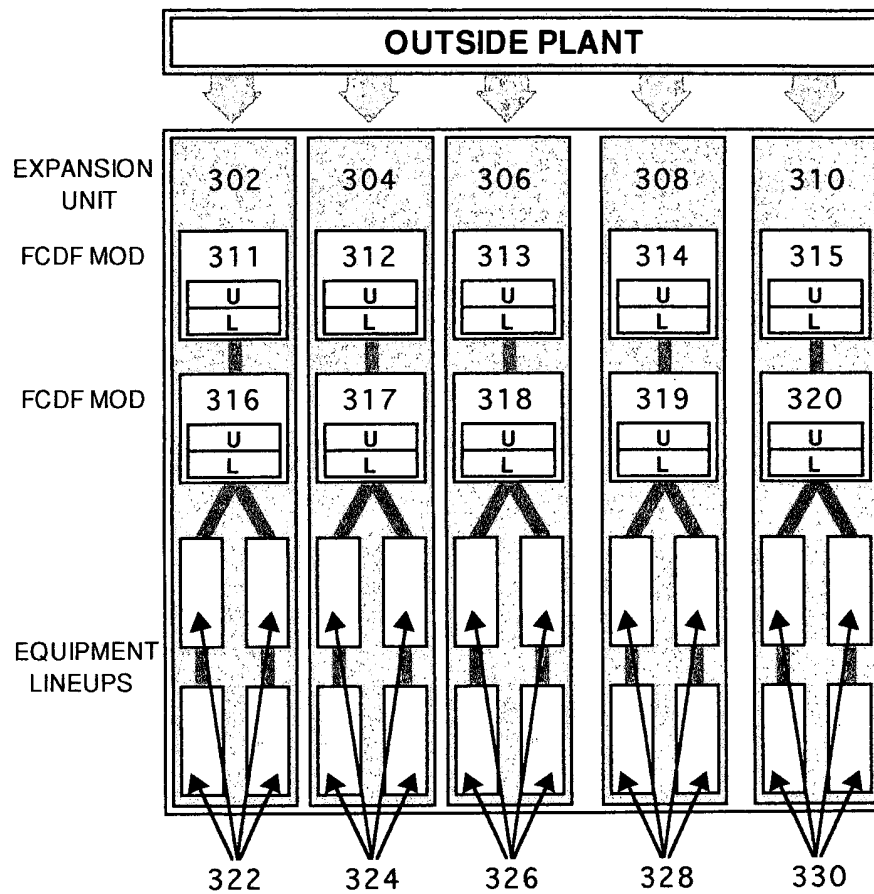 OUTSIDE PLANT
EXPANSION UNIT
302 304 306 308 310
FCDF MOD
311 312 313 314 315
U U U U U
L L L L L
FCDF MOD
316 317 318 319 320
U U U U U
L L L L L
EQUIPMENT LINEUPS
322 324 326 328 330